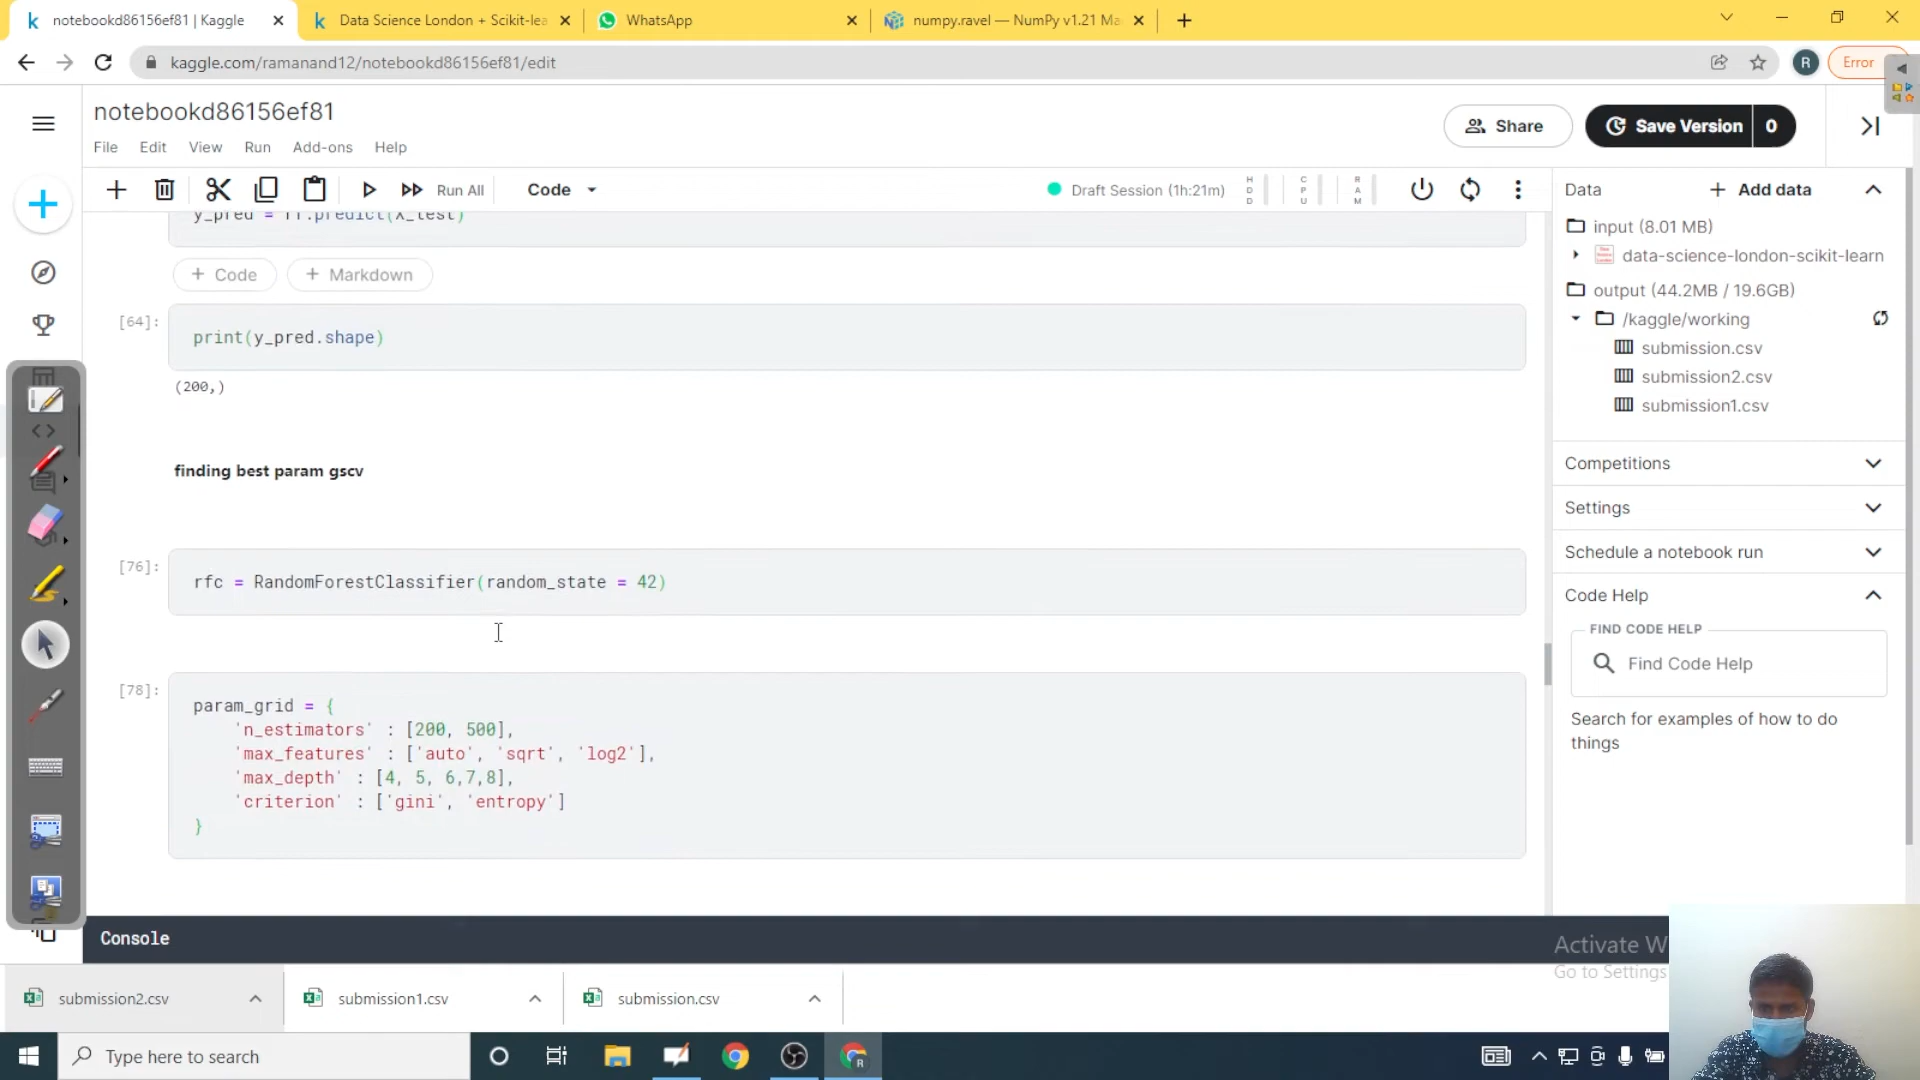 notebookd86156ef81 | Kaggle
Data Science London + Scikit-lea
WhatsApp
numpy.ravel — NumPy v1.21 Ma
kaggle.com/ramanand12/notebookd86156ef81/edit
R
Error
notebookd86156ef81
Share
Save Version
0
File Edit View Run Add-ons Help
Run All
Code
Draft Session (1h:21m)
HDD
CPU
RAM
Data
Add data
input (8.01 MB)
data-science-london-scikit-learn
output (44.2MB / 19.6GB)
/kaggle/working
submission.csv
submission2.csv
submission1.csv
Competitions
Settings
Schedule a notebook run
Code Help
FIND CODE HELP
Find Code Help
Search for examples of how to do
things
y_pred = rf.predict(x_test)
+ Code
+ Markdown
[64]:
print(y_pred.shape)
(200,)
finding best param gscv
[76]:
rfc = RandomForestClassifier(random_state = 42)
[78]:
param_grid = {
'n_estimators' : [200, 500],
'max_features' : ['auto', 'sqrt', 'log2'],
'max_depth' : [4, 5, 6,7,8],
'criterion' : ['gini', 'entropy']
}
Console
Activate W
Go to Settings
submission2.csv
submission1.csv
submission.csv
Type here to search